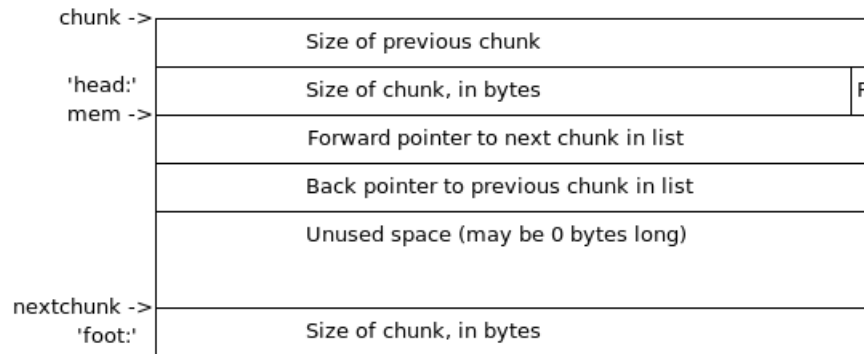 chunk ->
Size of previous chunk
'head:' Size of chunk, in bytes
mem ->
Forward pointer to next chunk in list
Back pointer to previous chunk in list
Unused space (may be 0 bytes long)
nextchunk ->
'foot:' Size of chunk, in bytes